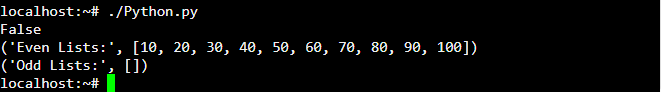 localhost:~# ./Python.py
False
('Even Lists:', [10, 20, 30, 40, 50, 60, 70, 80, 90, 100])
('Odd Lists:', [])
localhost:~#